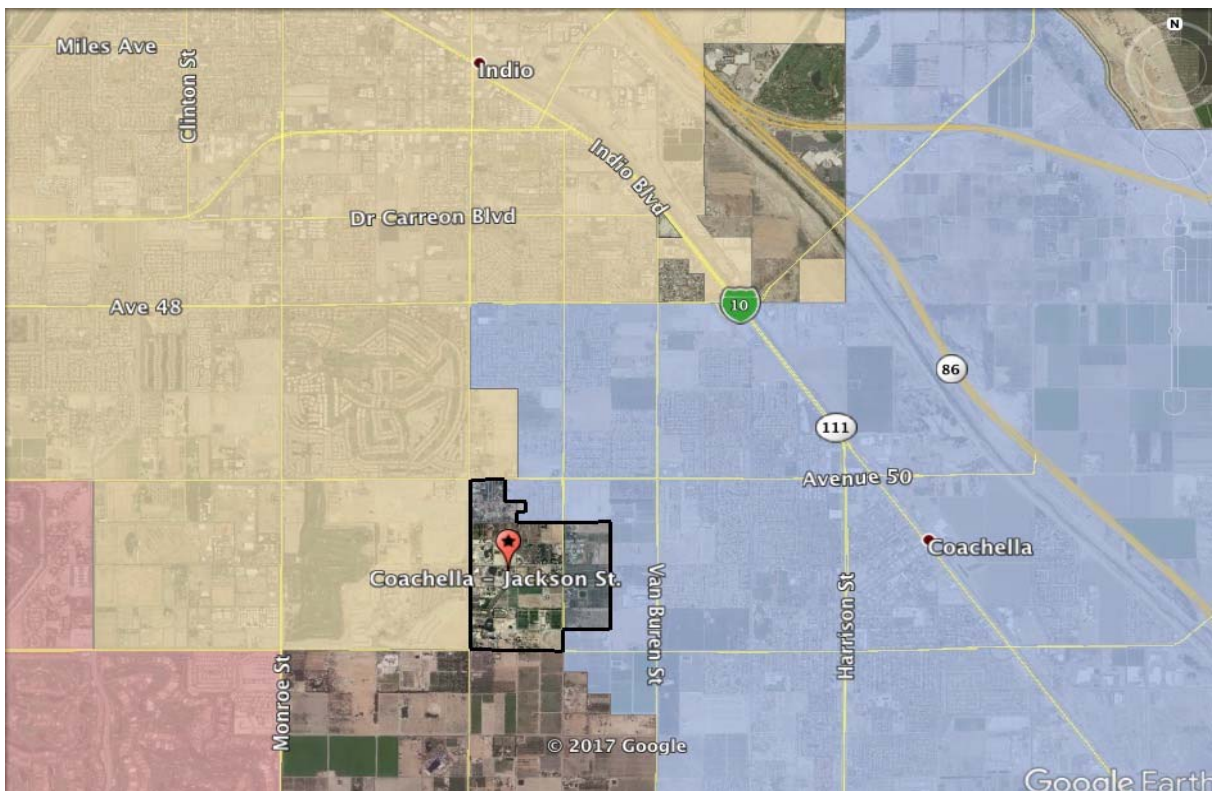 N
Miles Ave
Clinton St
Indio
Indio Blvd
Dr Carreon Blvd
Ave 48
10
86
111
Avenue 50
Coachella
Coachella - Jackson St.
Van Buren St
Harrison St
Monroe St
© 2017 Google
Google Earth